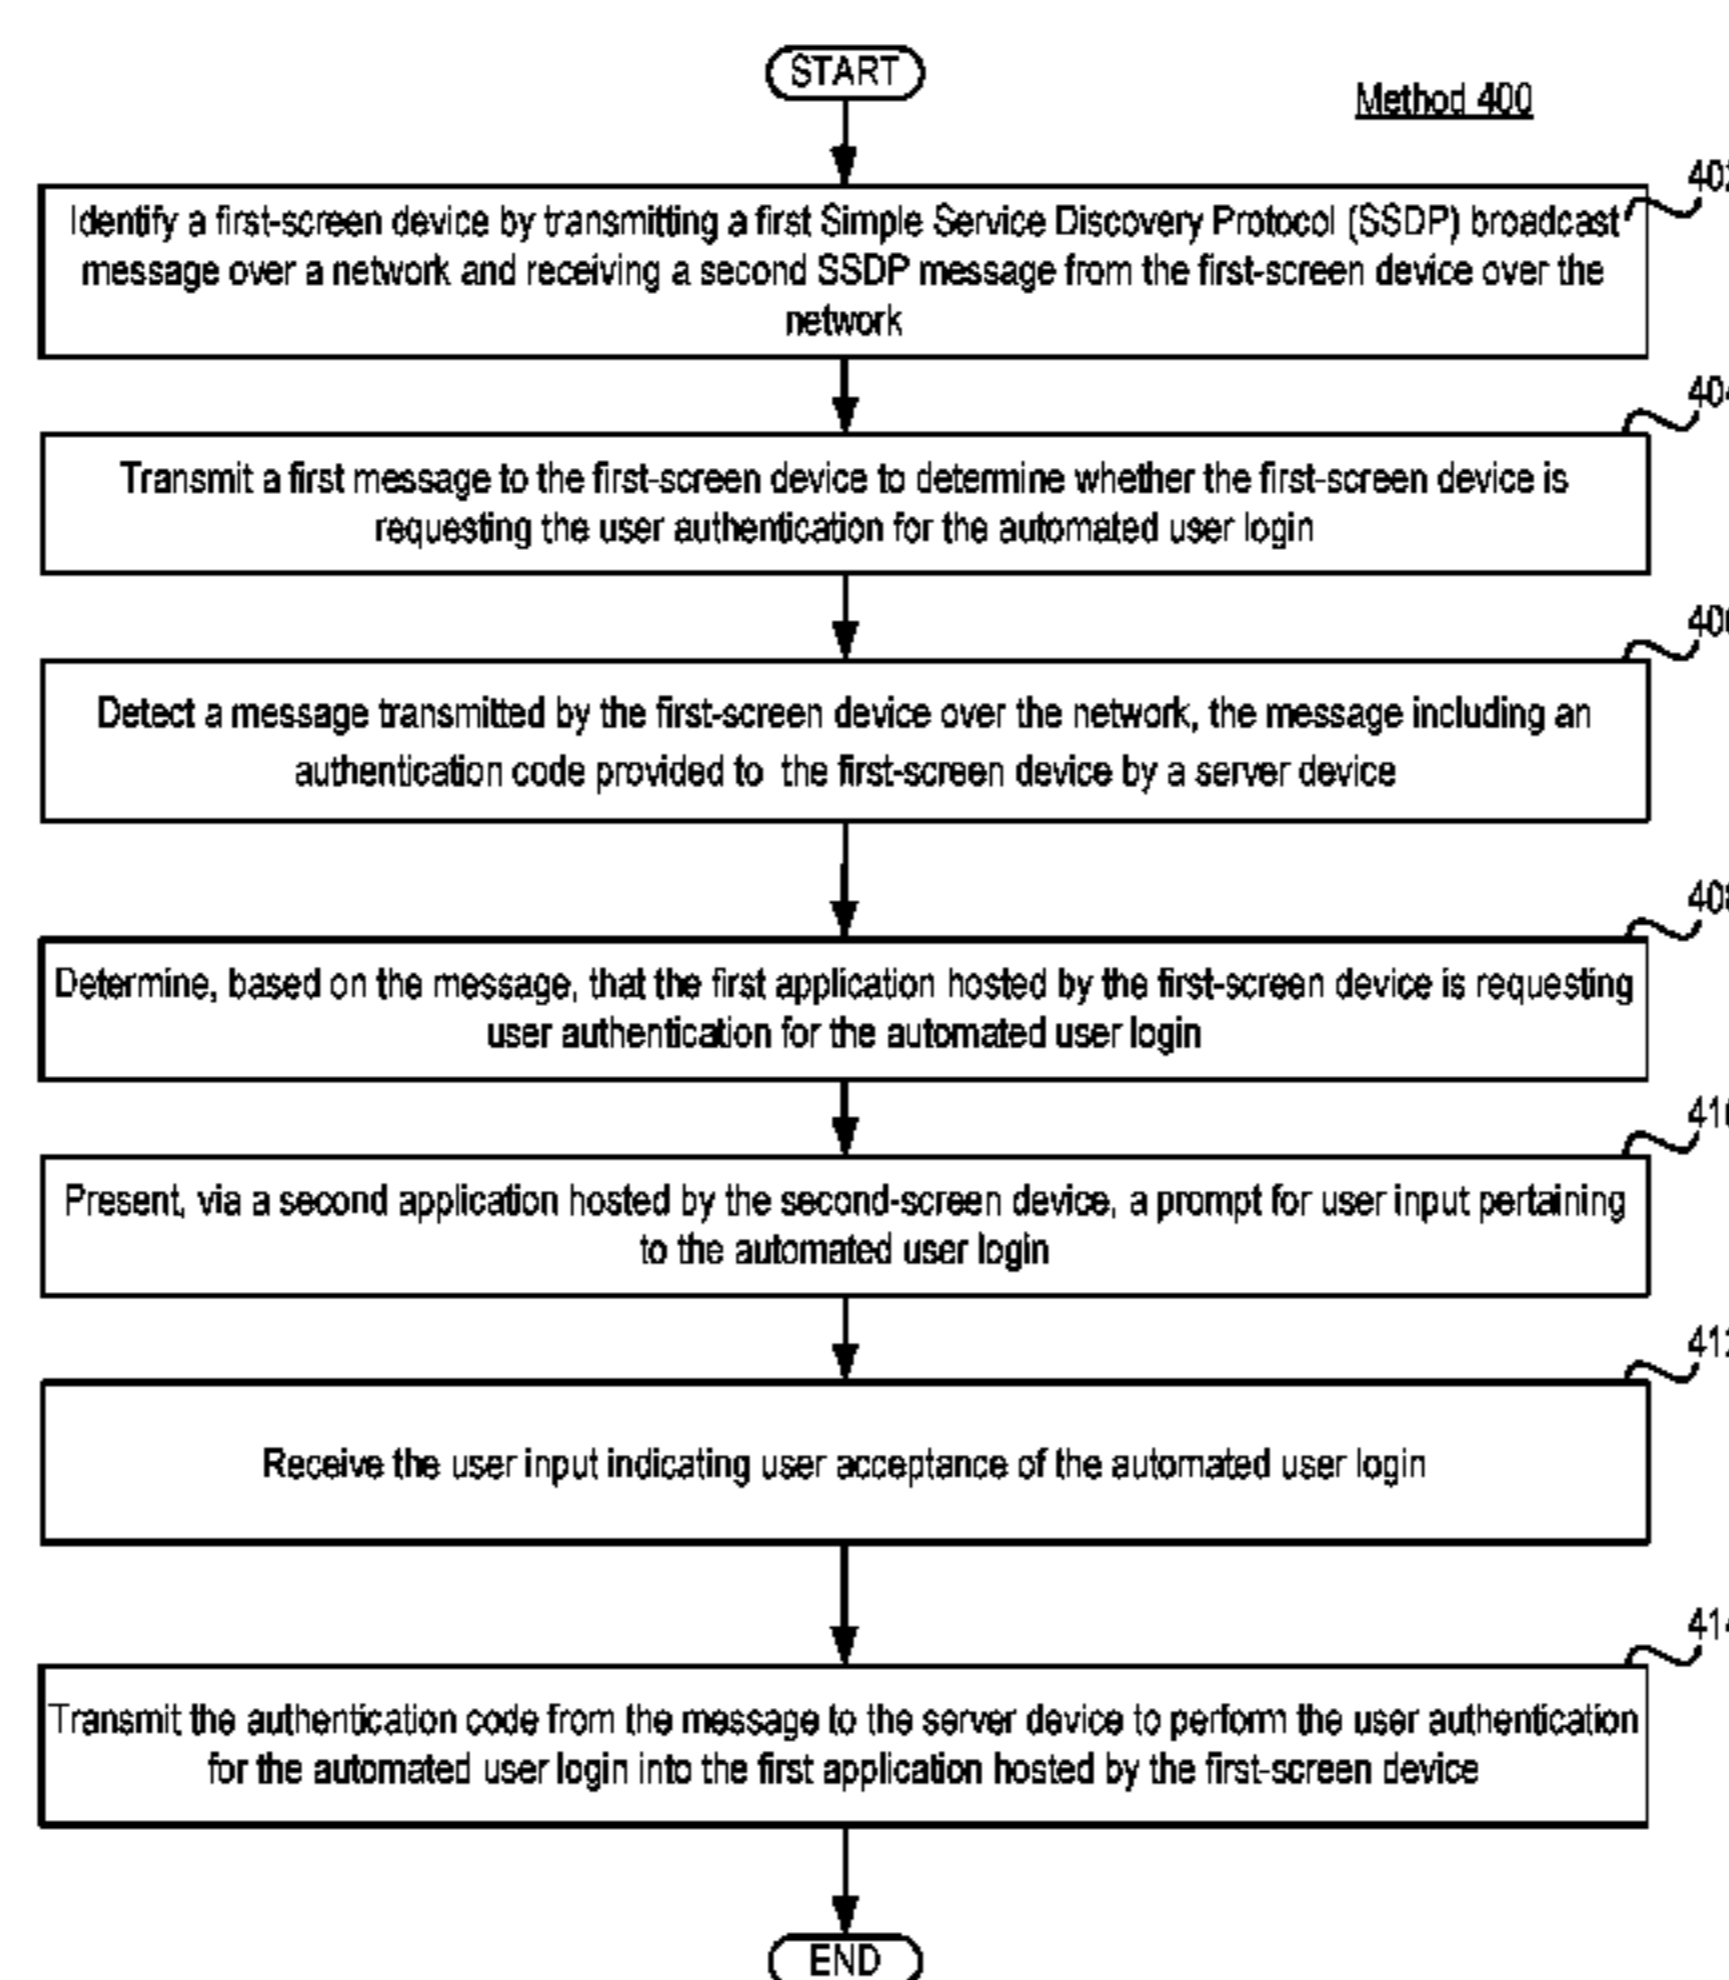 START
Method 400
402
Identify a first-screen device by transmitting a first Simple Service Discovery Protocol (SSDP) broadcast
message over a network and receiving a second SSDP message from the first-screen device over the
network
404
Transmit a first message to the first-screen device to determine whether the first-screen device is
requesting the user authentication for the automated user login
406
Detect a message transmitted by the first-screen device over the network, the message including an
authentication code provided to the first-screen device by a server device
408
Determine, based on the message, that the first application hosted by the first-screen device is requesting
user authentication for the automated user login
410
Present, via a second application hosted by the second-screen device, a prompt for user input pertaining
to the automated user login
412
Receive the user input indicating user acceptance of the automated user login
414
Transmit the authentication code from the message to the server device to perform the user authentication
for the automated user login into the first application hosted by the first-screen device
END